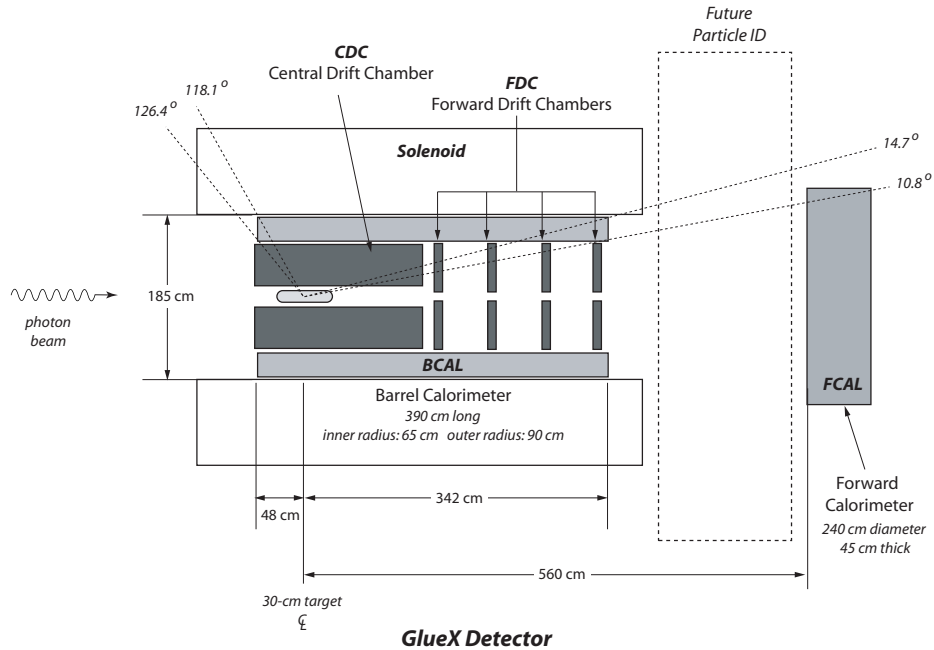 Future
Particle ID
CDC
Central Drift Chamber
FDC
Forward Drift Chambers
118.1°
126.4°
14.7°
10.8°
Solenoid
185 cm
photon
beam
BCAL
FCAL
Barrel Calorimeter
390 cm long
inner radius: 65 cm outer radius: 90 cm
Forward
Calorimeter
240 cm diameter
45 cm thick
342 cm
48 cm
560 cm
30-cm target
℄
GlueX Detector